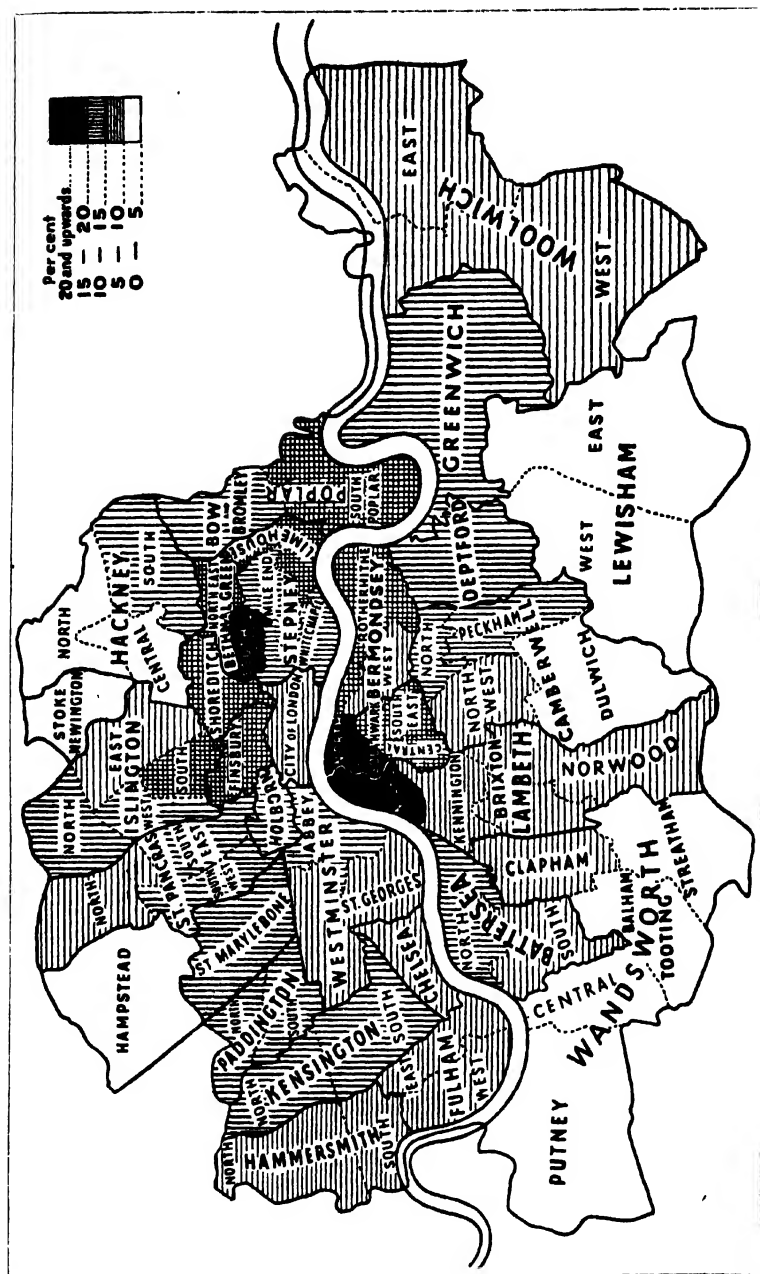 Per cent
20 and upwards
15 — 20
10 — 15
5 — 10
0 — 5
HAMPSTEAD
NORTH
ST PANCRAS
SOUTH EAST
SOUTH
WEST
NORTH
EAST
WEST
ISLINGTON
SOUTH
STOKE
NEWINGTON
NORTH
HACKNEY
SOUTH
CENTRAL
SHOREDITCH
FINSBURY
HOLBORN
NORTH EAST
BETHNAL GREEN
BOW
BROMLEY
POPLAR
SOUTH
POPLAR
LIMEHOUSE
MILE END
STEPNEY
WHITECHAPEL
CITY OF LONDON
ABBEY
WESTMINSTER
ST. GEORGES
ST MARYLEBONE
NORTH
PADDINGTON
SOUTH
NORTH
KENSINGTON
SOUTH
CHELSEA
NORTH
HAMMERSMITH
SOUTH
EAST
FULHAM
WEST
PUTNEY
CENTRAL
WANDSWORTH
BALHAM
TOOTING
STREATHAM
NORTH
BATTERSEA
SOUTH
CLAPHAM
KENNINGTON
BRIXTON
LAMBETH
NORWOOD
CENTRAL
SOUTH
EAST
ROTHERHITHE
BERMONDSEY
WEST
NORTH
PECKHAM
NORTH
WEST
CAMBERWELL
DULWICH
DEPTFORD
GREENWICH
WEST
EAST
LEWISHAM
EAST
WOOLWICH
WEST